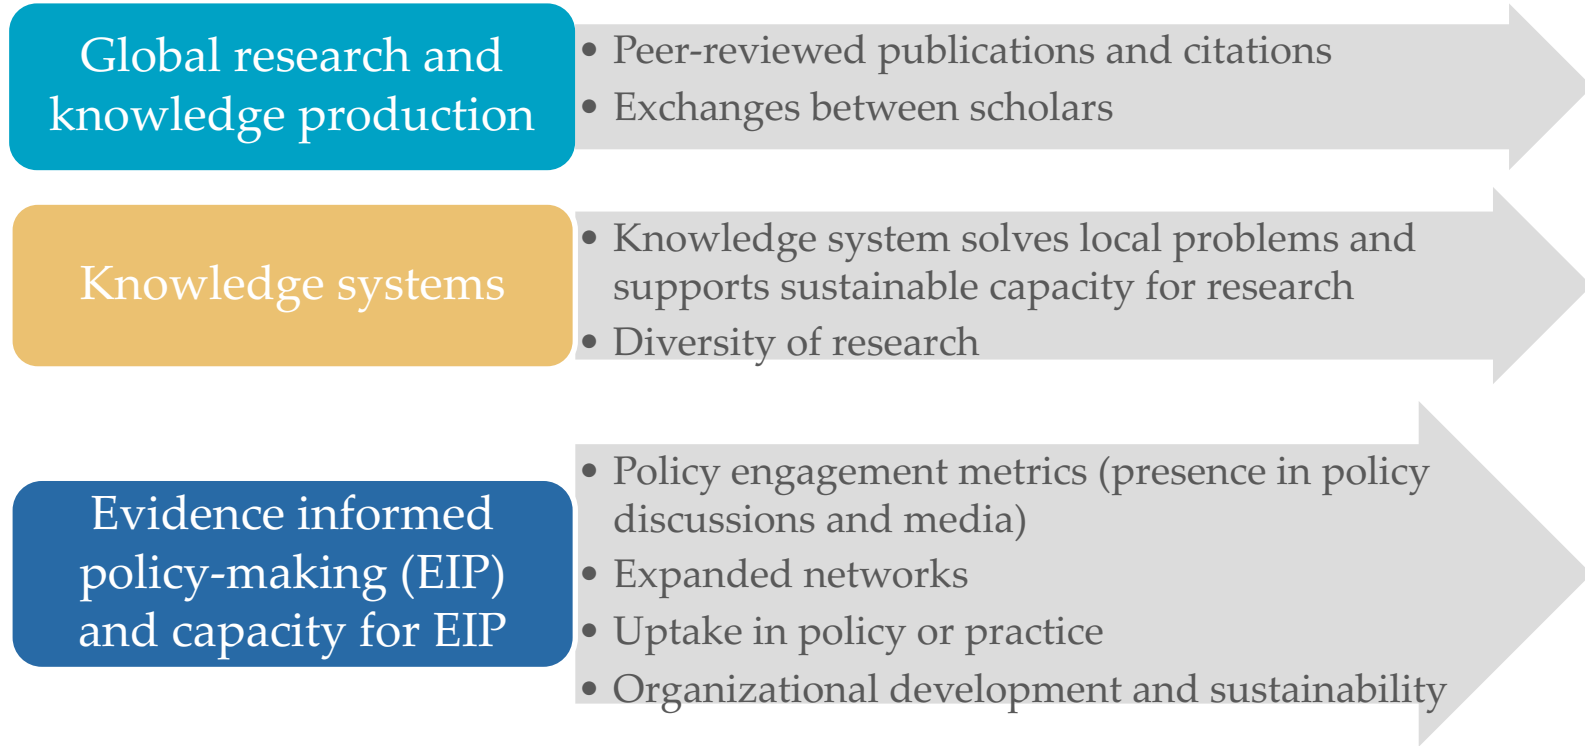 Global research and
knowledge production
• Peer-reviewed publications and citations
• Exchanges between scholars
Knowledge systems
• Knowledge system solves local problems and
supports sustainable capacity for research
• Diversity of research
Evidence informed
policy-making (EIP)
and capacity for EIP
• Policy engagement metrics (presence in policy
discussions and media)
• Expanded networks
• Uptake in policy or practice
• Organizational development and sustainability